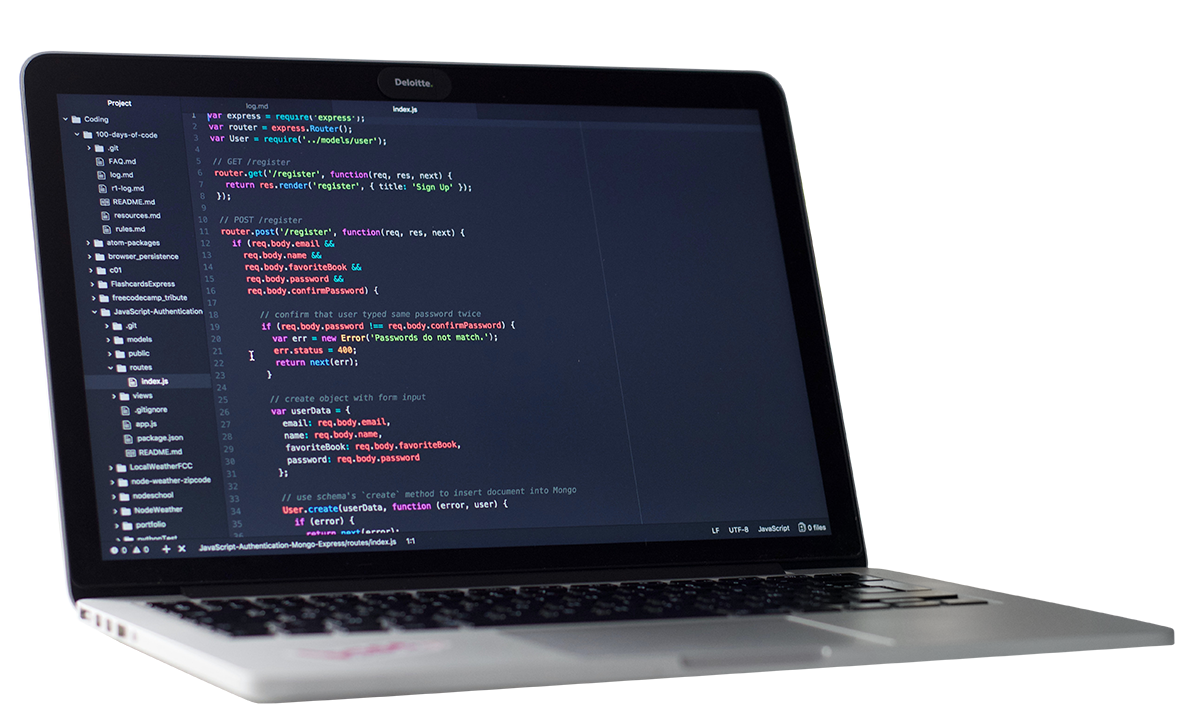 Deloitte.
Project
log.md
index.js
Coding
100-days-of-code
.git
FAQ.md
log.md
r1-log.md
README.md
resources.md
rules.md
atom-packages
browser_persistence
c01
FlashcardsExpress
freecodecamp_tribute
JavaScript-Authentication
.git
models
public
routes
index.js
views
.gitignore
app.js
package.json
README.md
LocalWeatherFCC
node-weather-zipcode
nodeschool
NodeWeather
portfolio
pythonTest
1 var express = require('express');
2 var router = express.Router();
3 var User = require('../models/user');
4
5 // GET /register
6 router.get('/register', function(req, res, next) {
7 return res.render('register', { title: 'Sign Up' });
8 });
9
10 // POST /register
11 router.post('/register', function(req, res, next) {
12 if (req.body.email &&
13 req.body.name &&
14 req.body.favoriteBook &&
15 req.body.password &&
16 req.body.confirmPassword) {
17
18 // confirm that user typed same password twice
19 if (req.body.password !== req.body.confirmPassword) {
20 var err = new Error('Passwords do not match.');
21 err.status = 400;
22 return next(err);
23 }
24
25 // create object with form input
26 var userData = {
27 email: req.body.email,
28 name: req.body.name,
29 favoriteBook: req.body.favoriteBook,
30 password: req.body.password
31 };
32
33 // use schema's `create` method to insert document into Mongo
34 User.create(userData, function (error, user) {
35 if (error) {
36 return next(error);
0 0 JavaScript-Authentication-Mongo-Express/routes/index.js 1:1 LF UTF-8 JavaScript 0 files